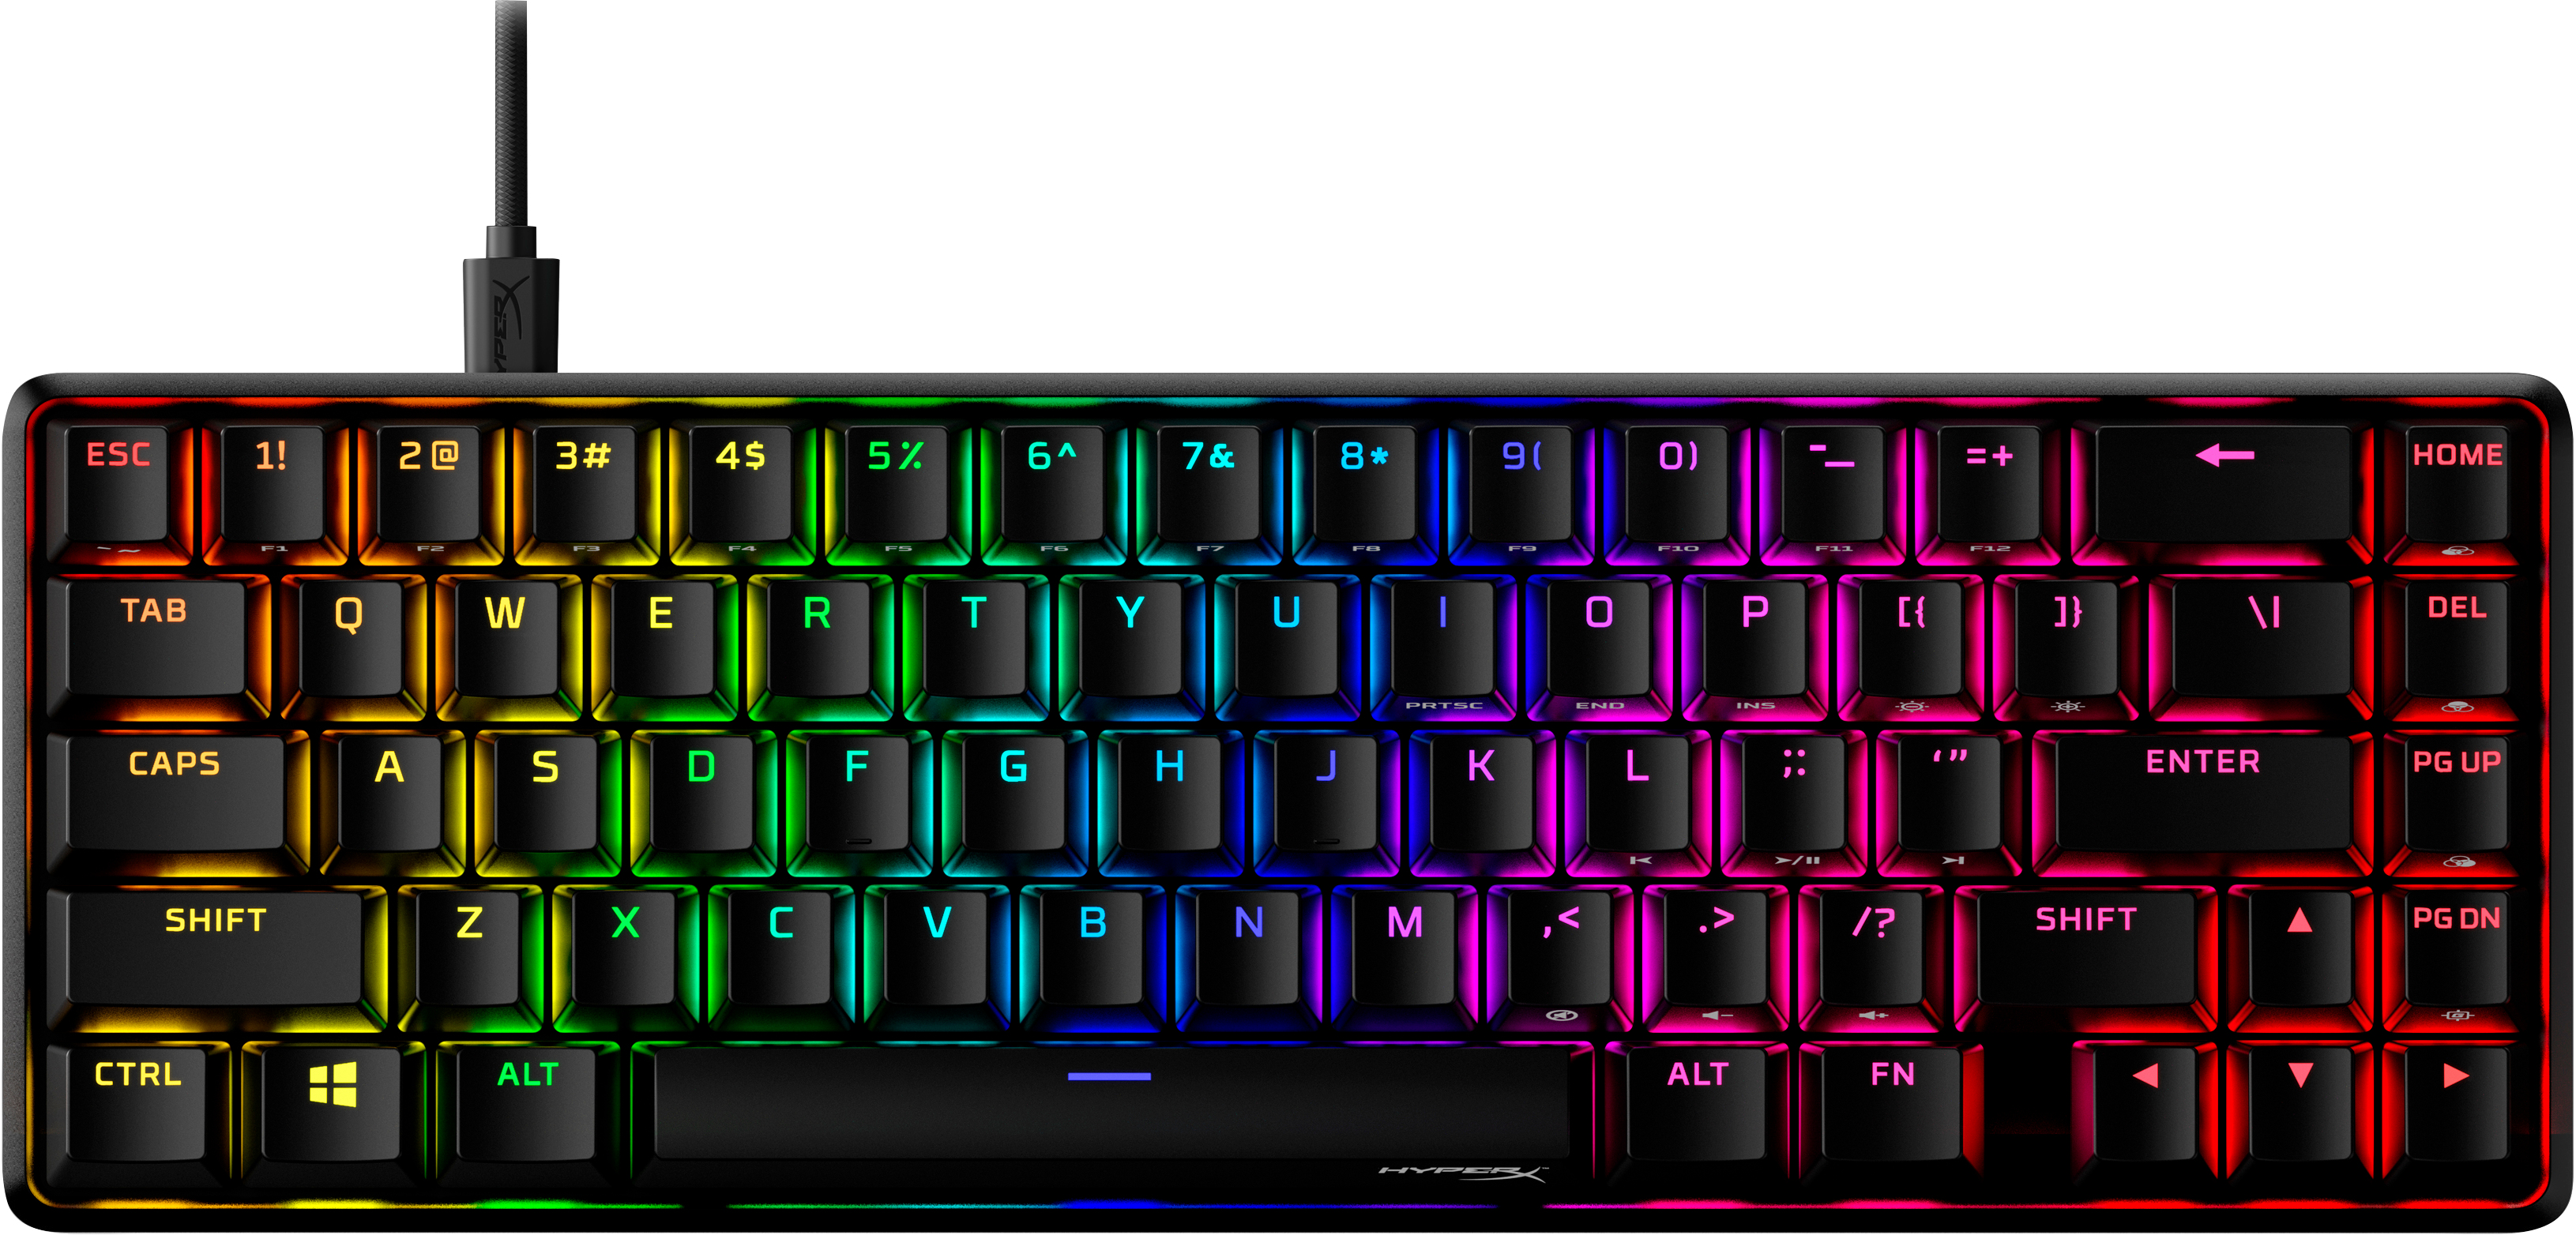 HYPERX
ESC 1! 2@ 3# 4$ 5% 6^ 7& 8* 9( 0) -_ =+ ← HOME
`~ F1 F2 F3 F4 F5 F6 F7 F8 F9 F10 F11 F12
TAB Q W E R T Y U I O P [{ ]} \| DEL
PRTSC END INS
CAPS A S D F G H J K L ;: ‘” ENTER PG UP
SHIFT Z X C V B N M ,< .> /? SHIFT ▲ PG DN
CTRL ALT — ALT FN ◀ ▼ ▶
HYPERX